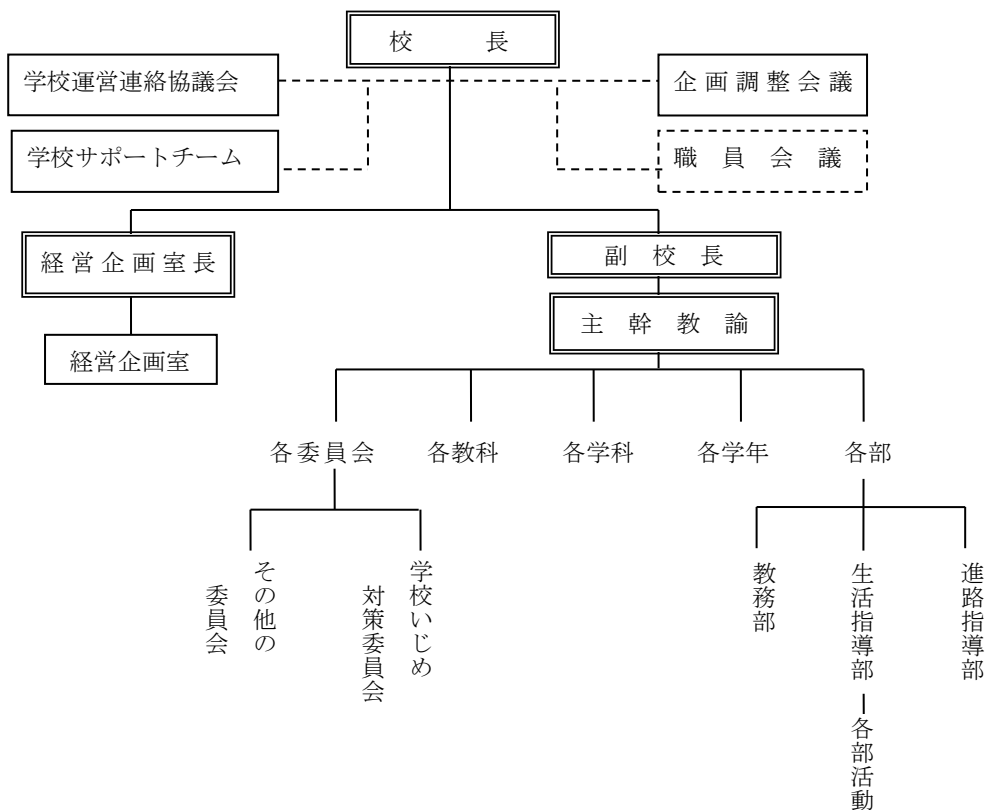 校　長
学校運営連絡協議会
企画調整会議
学校サポートチーム
職員会議
経営企画室長
副校長
主幹教諭
経営企画室
各委員会
各教科
各学科
各学年
各部
その他の
委員会
学校いじめ
対策委員会
教務部
生活指導部
進路指導部
各部活動